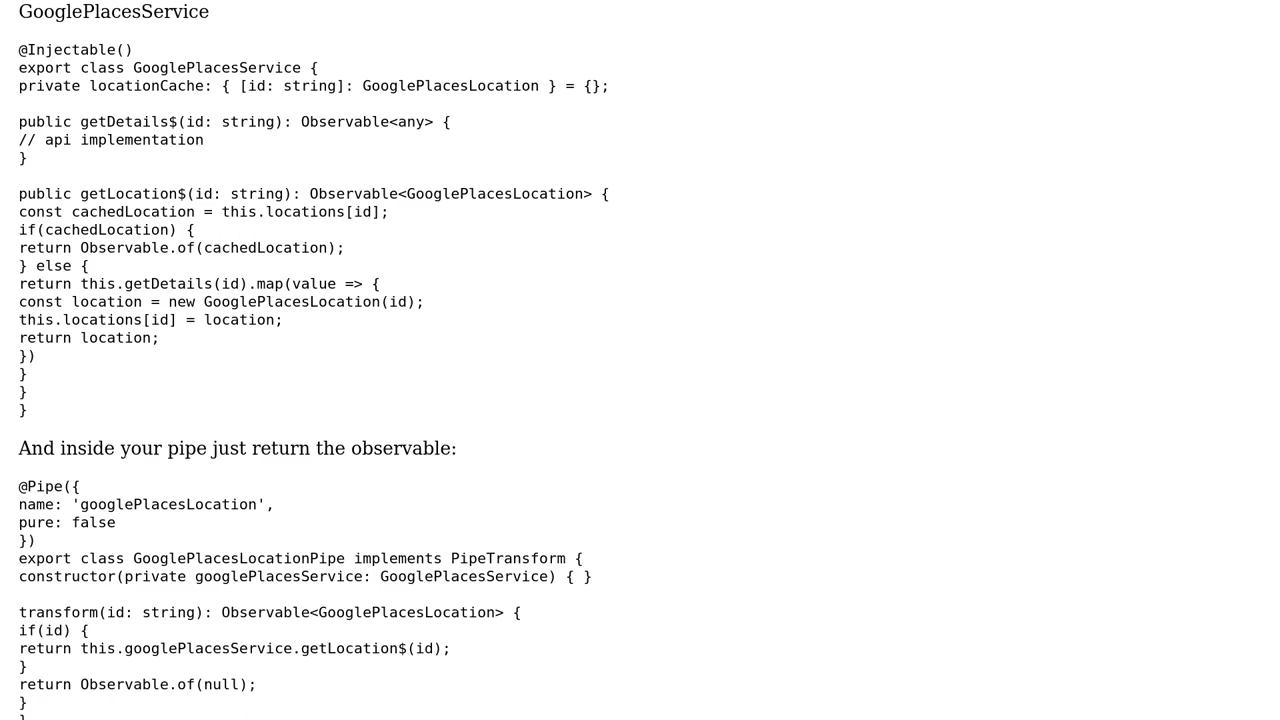 GooglePlacesService
@Injectable()
export class GooglePlacesService {
private locationCache: { [id: string]: GooglePlacesLocation } = {};
public getDetails$(id: string): Observable<any> {
// api implementation
}
public getLocation$(id: string): Observable<GooglePlacesLocation> {
const cachedLocation = this.locations[id];
if(cachedLocation) {
return Observable.of(cachedLocation);
} else {
return this.getDetails(id).map(value => {
const location = new GooglePlacesLocation(id);
this.locations[id] = location;
return location;
})
}
}
}
And inside your pipe just return the observable:
@Pipe({
name: 'googlePlacesLocation',
pure: false
})
export class GooglePlacesLocationPipe implements PipeTransform {
constructor(private googlePlacesService: GooglePlacesService) { }
transform(id: string): Observable<GooglePlacesLocation> {
if(id) {
return this.googlePlacesService.getLocation$(id);
}
return Observable.of(null);
}
}